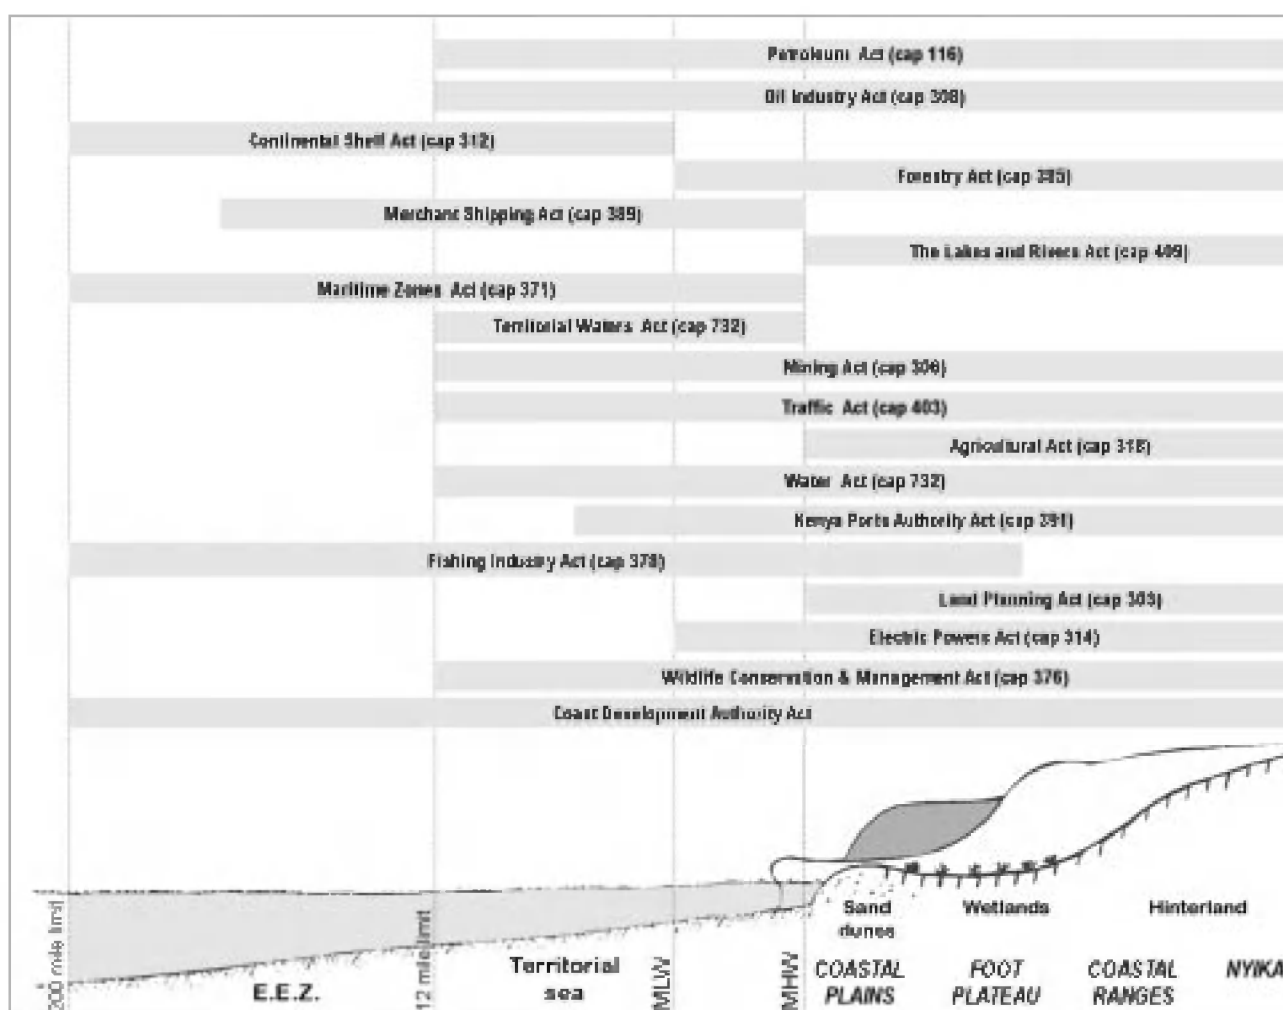 Petroleum Act (cap 116)
Oil Industry Act (cap 308)
Continental Shelf Act (cap 312)
Forestry Act (cap 385)
Merchant Shipping Act (cap 389)
The Lakes and Rivers Act (cap 409)
Maritime Zones Act (cap 371)
Territorial Waters Act (cap 732)
Mining Act (cap 306)
Traffic Act (cap 403)
Agricultural Act (cap 318)
Water Act (cap 732)
Kenya Ports Authority Act (cap 391)
Fishing Industry Act (cap 378)
Land Planning Act (cap 303)
Electric Powers Act (cap 314)
Wildlife Conservation & Management Act (cap 376)
Coast Development Authority Act
200 mile limit
E.E.Z.
12 mile limit
Territorial
sea
MLW
MHW
Sand
dunes
Wetlands
Hinterland
COASTAL
PLAINS
FOOT
PLATEAU
COASTAL
RANGES
NYIKA